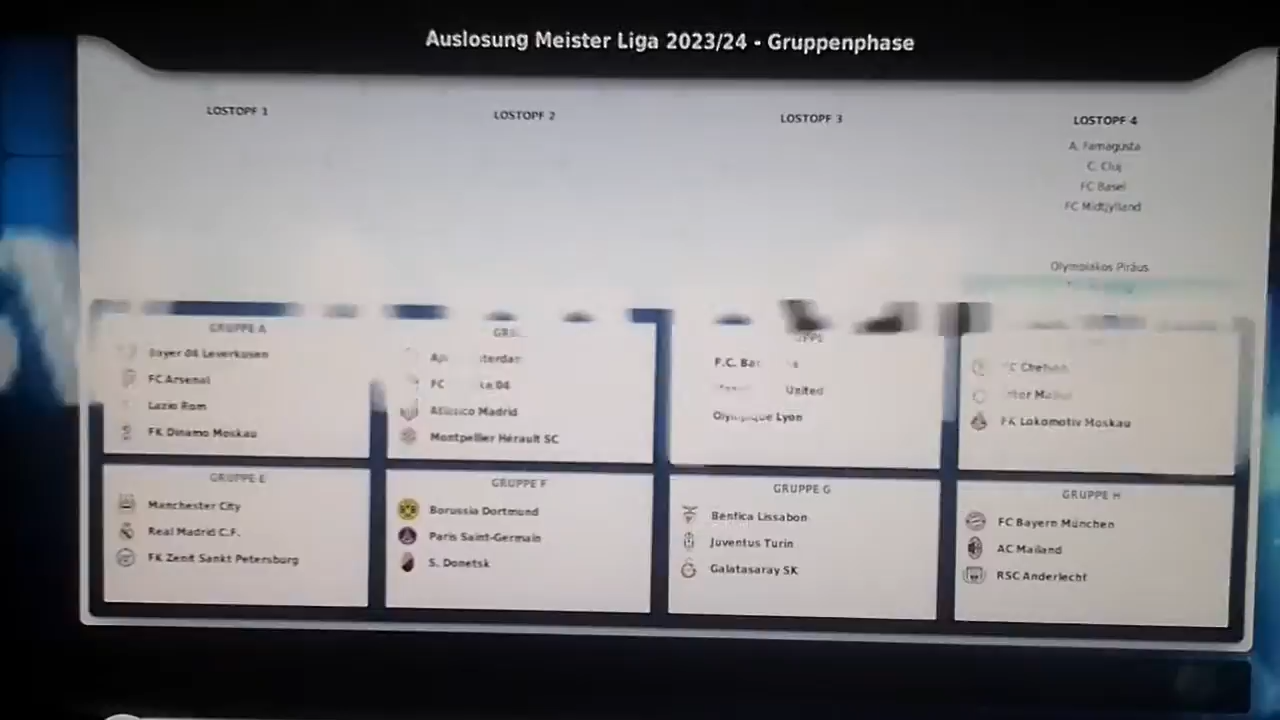 Auslosung Meister Liga 2023/24 - Gruppenphase
LOSTOPF 1
LOSTOPF 2
LOSTOPF 3
LOSTOPF 4
A. Famagusta
C. Cluj
FC Basel
FC Midtjylland
Olympiakos Piräus
GRUPPE A
Bayer 04 Leverkusen
FC Arsenal
Lazio Rom
FK Dinamo Moskau
FC
04
Atlético Madrid
Montpellier Hérault SC
F.C.
United
Olympique Lyon
FK Lokomotiv Moskau
GRUPPE E
Manchester City
Real Madrid C.F.
FK Zenit Sankt Petersburg
GRUPPE F
Borussia Dortmund
Paris Saint-Germain
S. Donetsk
GRUPPE G
Benfica Lissabon
Juventus Turin
Galatasaray SK
GRUPPE H
FC Bayern München
AC Mailand
RSC Anderlecht